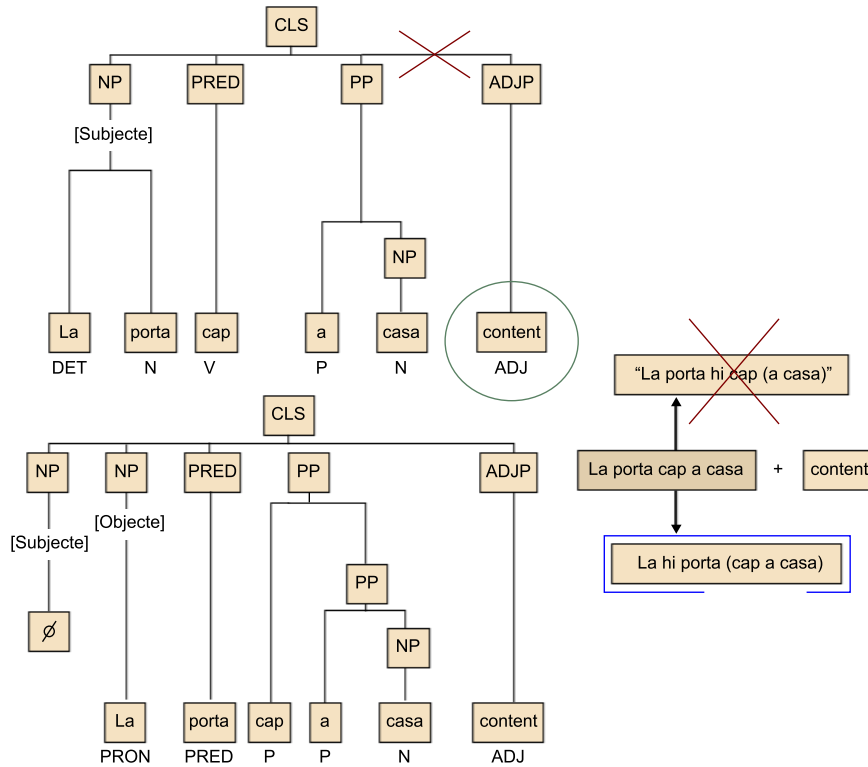 CLS
NP PRED PP ADJP
[Subjecte]
NP
La porta cap a casa content
DET N V P N ADJ
CLS
NP NP PRED PP ADJP
[Subjecte] [Objecte]
PP
Ø
NP
La porta cap a casa content
PRON PRED P P N ADJ
“La porta hi cap (a casa)”
La porta cap a casa + content
La hi porta (cap a casa)